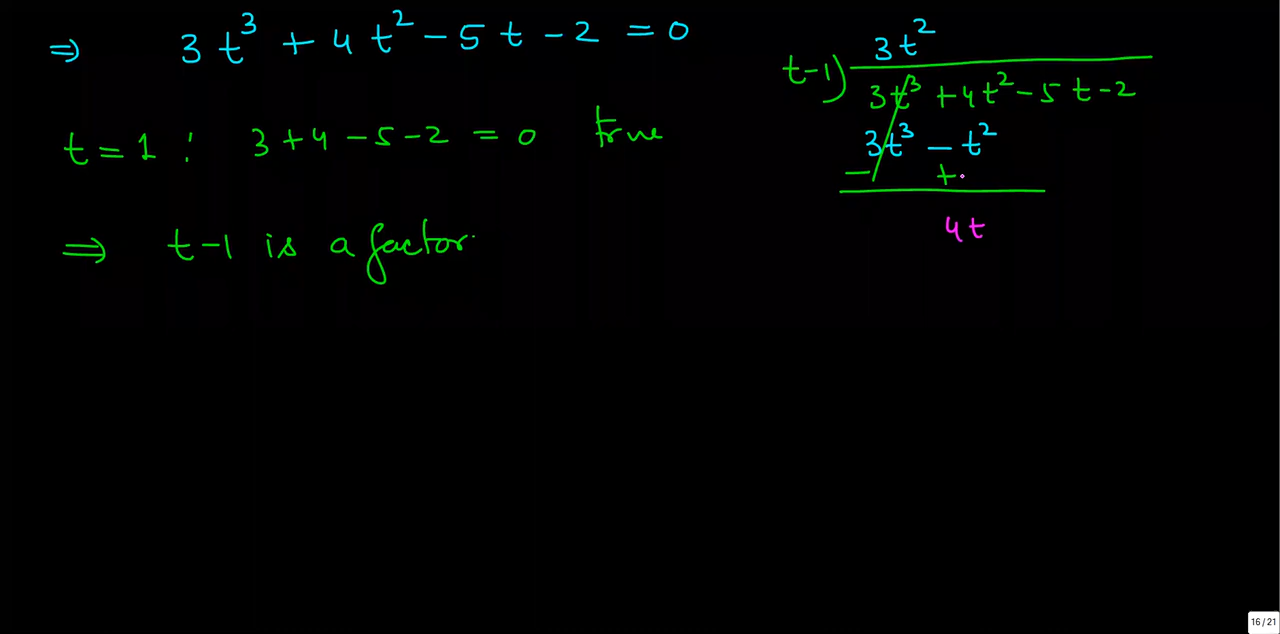 ⇒ 3t³ + 4t² - 5t - 2 = 0
t = 1 : 3 + 4 - 5 - 2 = 0 true
⇒ t-1 is a factor.
3t²
t-1) 3t³ + 4t² - 5t - 2
3t³ - t²
- +
4t
16 / 21